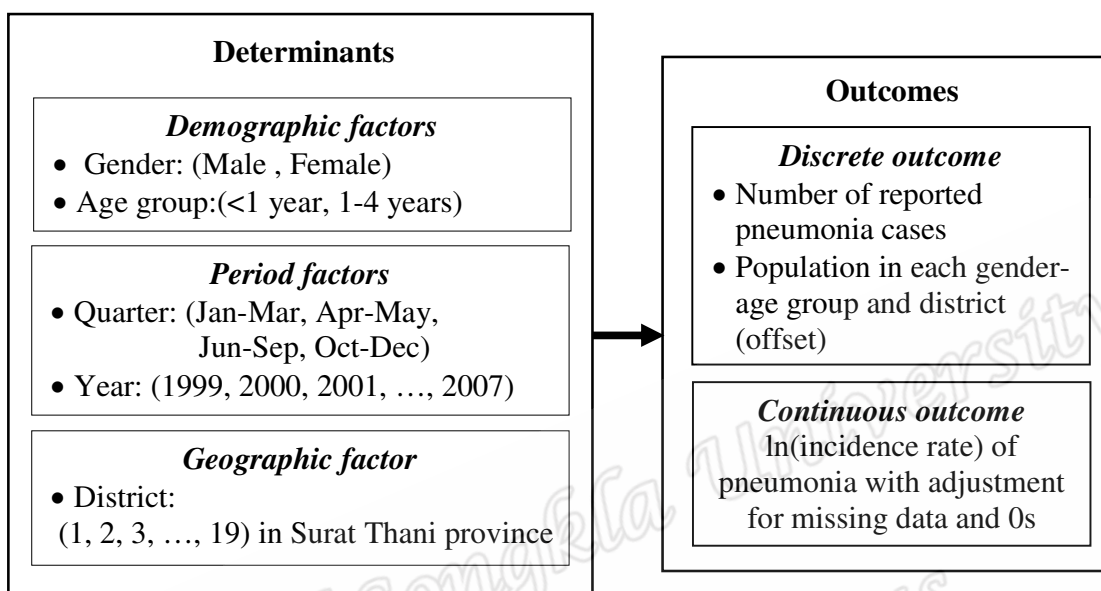 Determinants
Demographic factors
• Gender: (Male , Female)
• Age group:(<1 year, 1-4 years)
Period factors
• Quarter: (Jan-Mar, Apr-May,
Jun-Sep, Oct-Dec)
• Year: (1999, 2000, 2001, …, 2007)
Geographic factor
• District:
(1, 2, 3, …, 19) in Surat Thani province
Outcomes
Discrete outcome
• Number of reported
pneumonia cases
• Population in each gender-
age group and district
(offset)
Continuous outcome
ln(incidence rate) of
pneumonia with adjustment
for missing data and 0s
Songkla University